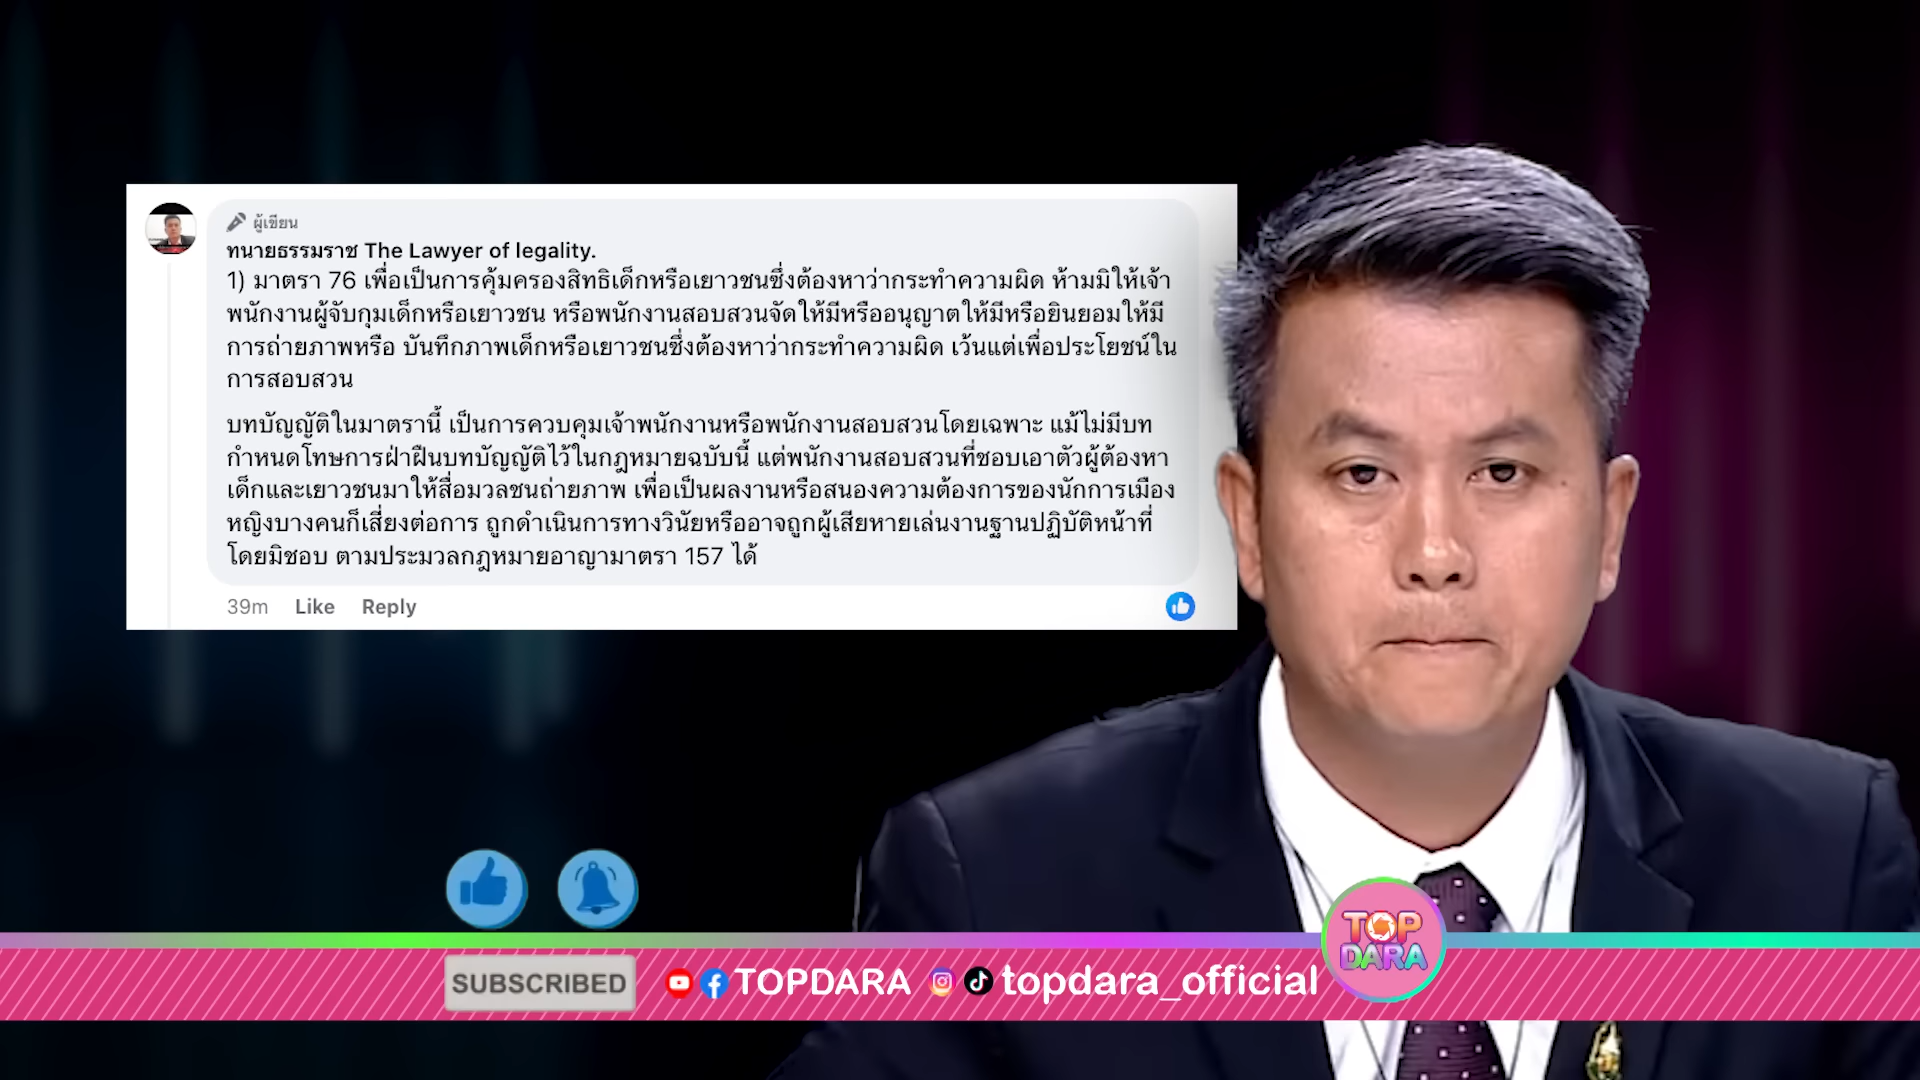 ผู้เขียน
ทนายธรรมราช The Lawyer of legality.
1) มาตรา 76 เพื่อเป็นการคุ้มครองสิทธิเด็กหรือเยาวชนซึ่งต้องหาว่ากระทำความผิด ห้ามมิให้เจ้า
พนักงานผู้จับกุมเด็กหรือเยาวชน หรือพนักงานสอบสวนจัดให้มีหรืออนุญาตให้มีหรือยินยอมให้มี
การถ่ายภาพหรือ บันทึกภาพเด็กหรือเยาวชนซึ่งต้องหาว่ากระทำความผิด เว้นแต่เพื่อประโยชน์ใน
การสอบสวน
บทบัญญัติในมาตรานี้ เป็นการควบคุมเจ้าพนักงานหรือพนักงานสอบสวนโดยเฉพาะ แม้ไม่มีบท
กำหนดโทษการฝ่าฝืนบทบัญญัติไว้ในกฎหมายฉบับนี้ แต่พนักงานสอบสวนที่ชอบเอาตัวผู้ต้องหา
เด็กและเยาวชนมาให้สื่อมวลชนถ่ายภาพ เพื่อเป็นผลงานหรือสนองความต้องการของนักการเมือง
หญิงบางคนก็เสี่ยงต่อการ ถูกดำเนินการทางวินัยหรืออาจถูกผู้เสียหายเล่นงานฐานปฏิบัติหน้าที่
โดยมิชอบ ตามประมวลกฎหมายอาญามาตรา 157 ได้
39m Like Reply
SUBSCRIBED TOPDARA topdara_official
TOP
DARA